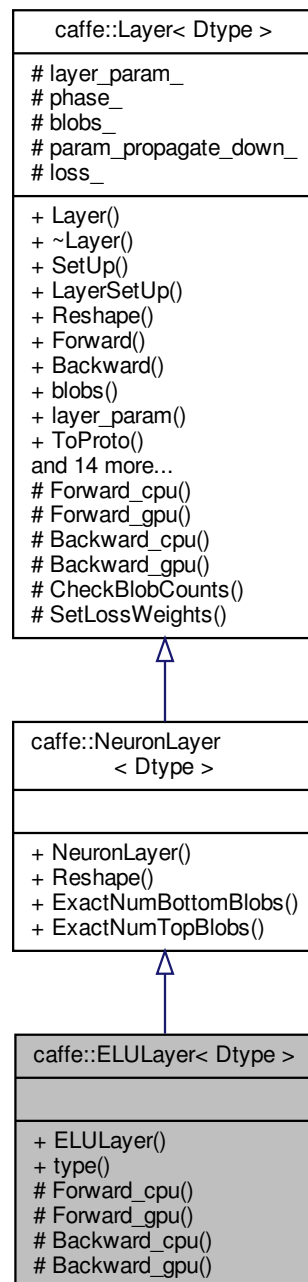 caffe::Layer< Dtype >
# layer_param_
# phase_
# blobs_
# param_propagate_down_
# loss_
+ Layer()
+ ~Layer()
+ SetUp()
+ LayerSetUp()
+ Reshape()
+ Forward()
+ Backward()
+ blobs()
+ layer_param()
+ ToProto()
and 14 more...
# Forward_cpu()
# Forward_gpu()
# Backward_cpu()
# Backward_gpu()
# CheckBlobCounts()
# SetLossWeights()
caffe::NeuronLayer
< Dtype >
+ NeuronLayer()
+ Reshape()
+ ExactNumBottomBlobs()
+ ExactNumTopBlobs()
caffe::ELULayer< Dtype >
+ ELULayer()
+ type()
# Forward_cpu()
# Forward_gpu()
# Backward_cpu()
# Backward_gpu()